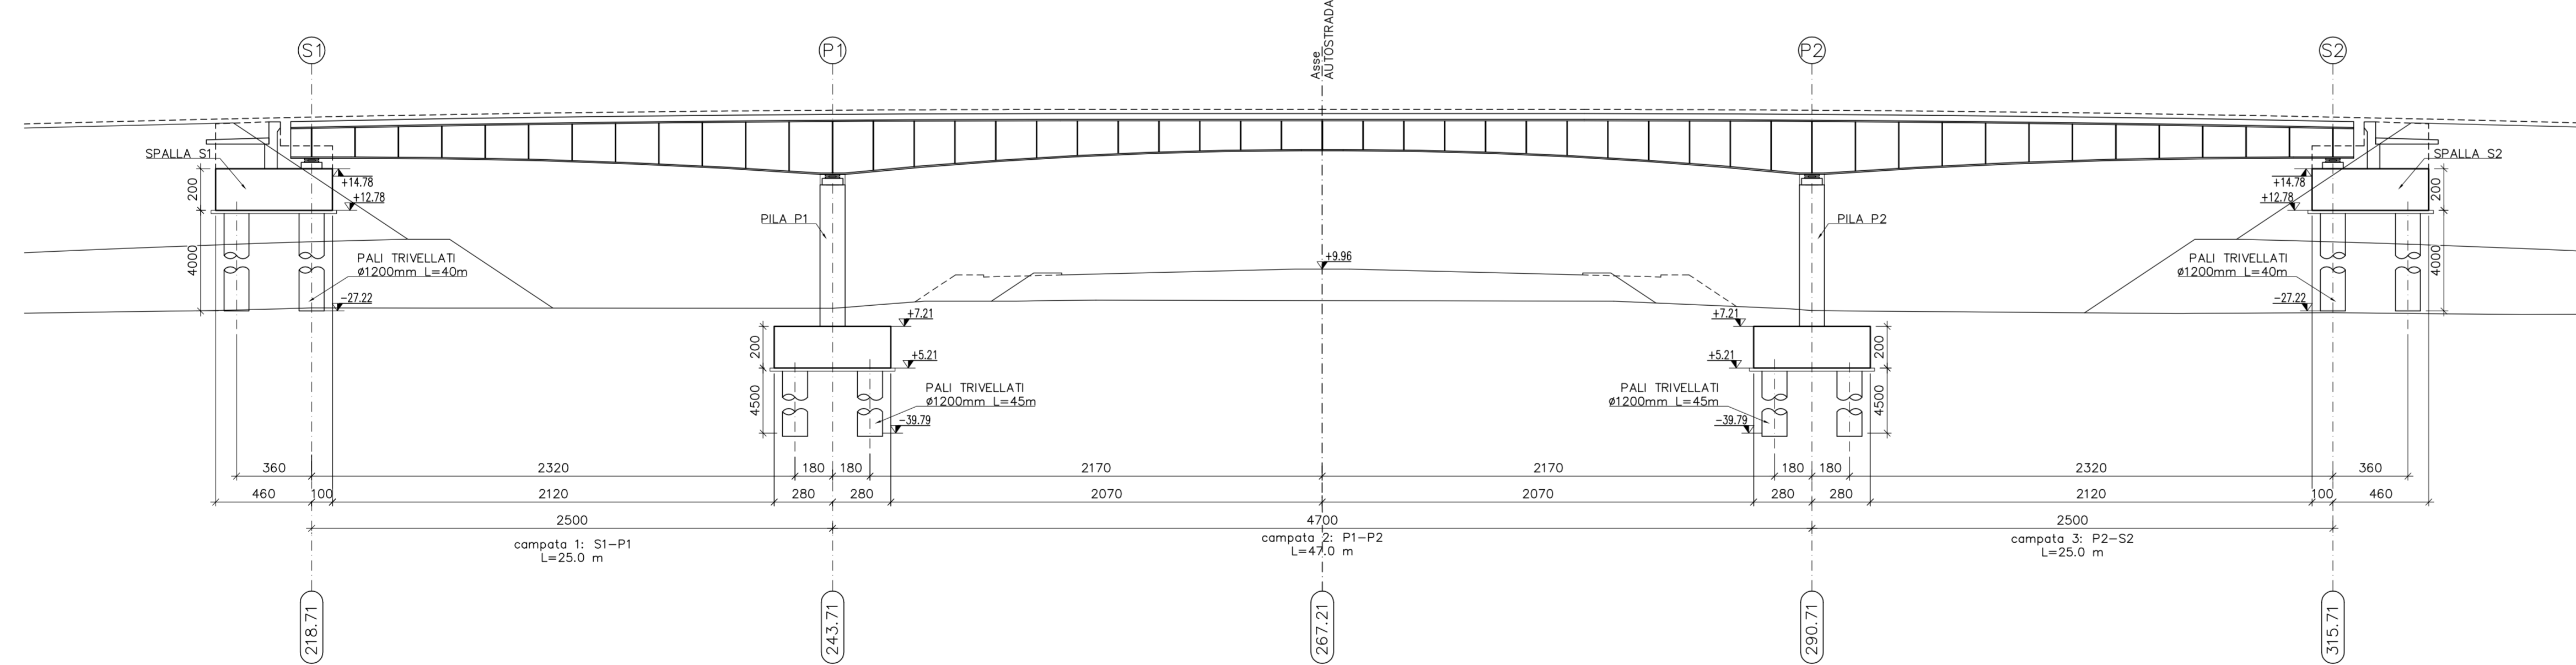 Asse
AUTOSTRADA
S1
P1
P2
S2
SPALLA S1
SPALLA S2
+14.78
+14.78
200
+12.78
+12.78
200
PILA P1
PILA P2
4000
PALI TRIVELLATI
ø1200mm L=40m
+9.96
PALI TRIVELLATI
ø1200mm L=40m
4000
-27.22
-27.22
+7.21
+7.21
200
+5.21
+5.21
200
4500
PALI TRIVELLATI
ø1200mm L=45m
PALI TRIVELLATI
ø1200mm L=45m
4500
-39.79
-39.79
360 2320 180 180 2170 2170 180 180 2320 360
460 100 2120 280 280 2070 2070 280 280 2120 100 460
2500 4700 2500
campata 1: S1-P1
L=25.0 m
campata 2: P1-P2
L=47.0 m
campata 3: P2-S2
L=25.0 m
218.71
243.71
267.21
290.71
315.71